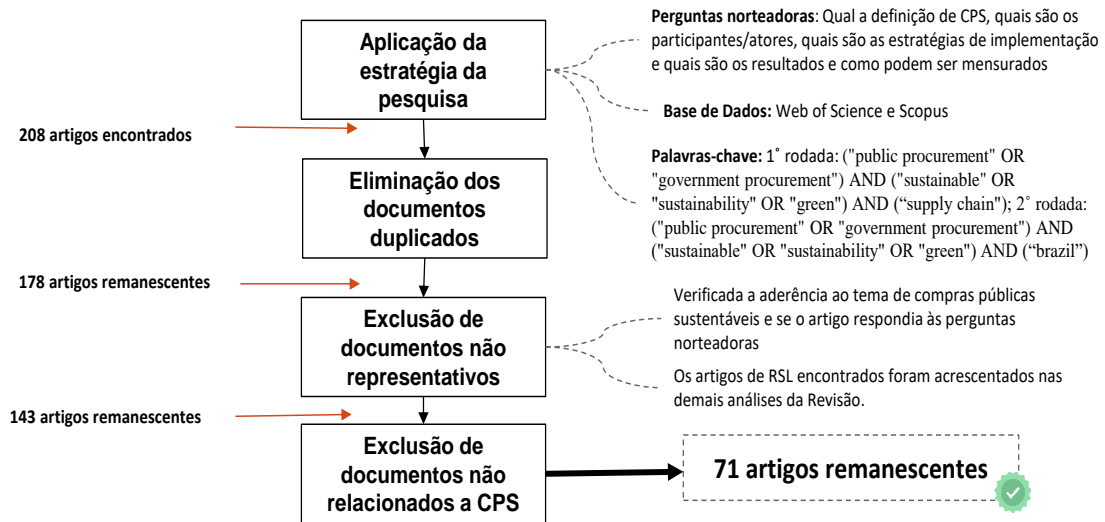 Aplicação da
estratégia da
pesquisa
Perguntas norteadoras: Qual a definição de CPS, quais são os
participantes/atores, quais são as estratégias de implementação
e quais são os resultados e como podem ser mensurados
Base de Dados: Web of Science e Scopus
Palavras-chave: 1˚ rodada: ("public procurement" OR
"government procurement") AND ("sustainable" OR
"sustainability" OR "green") AND (“supply chain"); 2˚ rodada:
("public procurement" OR "government procurement") AND
("sustainable" OR "sustainability" OR "green") AND (“brazil”)
208 artigos encontrados
Eliminação dos
documentos
duplicados
178 artigos remanescentes
Exclusão de
documentos não
representativos
Verificada a aderência ao tema de compras públicas
sustentáveis e se o artigo respondia às perguntas
norteadoras
Os artigos de RSL encontrados foram acrescentados nas
demais análises da Revisão.
143 artigos remanescentes
Exclusão de
documentos não
relacionados a CPS
71 artigos remanescentes